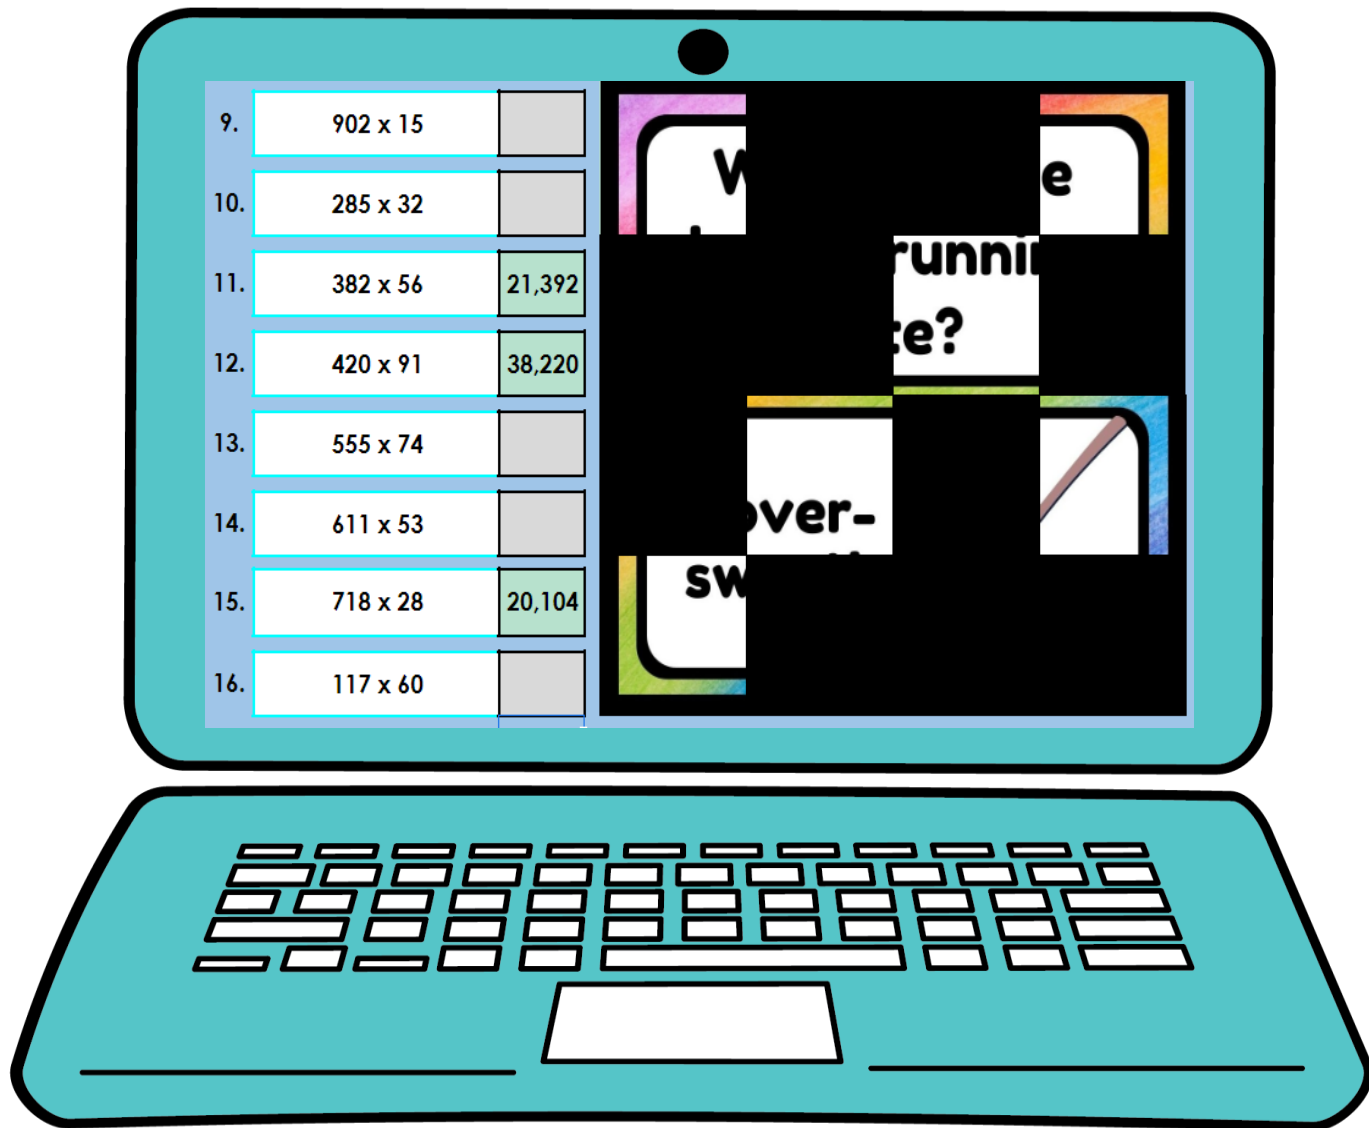 9. 902 x 15
10. 285 x 32
11. 382 x 56 21,392
12. 420 x 91 38,220
13. 555 x 74
14. 611 x 53
15. 718 x 28 20,104
16. 117 x 60
W e
runni
te?
over-
sw